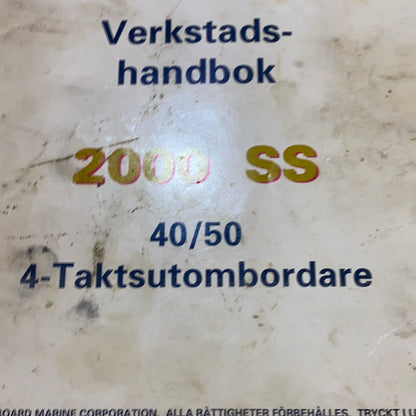 Verkstads-
handbok
2000 SS
40/50
4-Taktsutombordare
BOARD MARINE CORPORATION. ALLA RÄTTIGHETER FÖRBEHÅLLES. TRYCKT I U